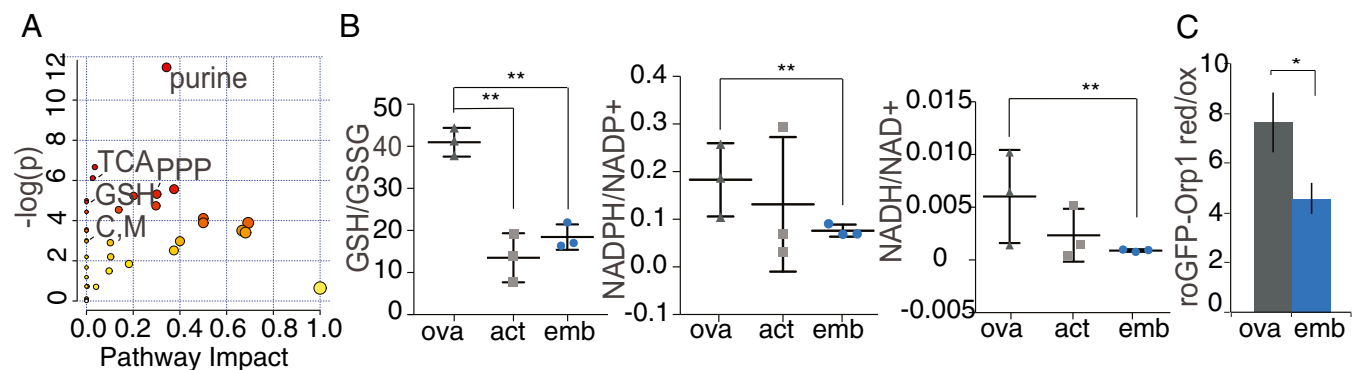 A
-log(p)
12
10
8
6
4
2
0
purine
TCA
PPP
GSH
C,M
0.0 0.2 0.4 0.6 0.8 1.0
Pathway Impact
B
GSH/GSSG
50
40
30
20
10
0
**
**
ova act emb
NADPH/NADP+
0.4
0.3
0.2
0.1
0.0
-0.1
**
ova act emb
NADH/NAD+
0.015
0.010
0.005
0
-0.005
**
ova act emb
C
roGFP-Orp1 red/ox
10
8
6
4
2
0
*
ova emb